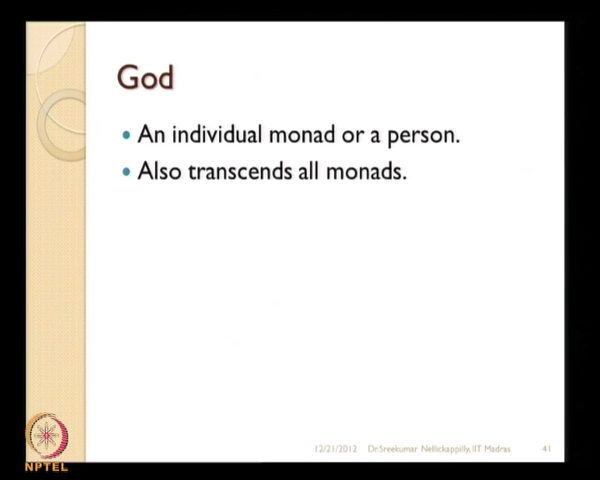 God
• An individual monad or a person.
• Also transcends all monads.
12/21/2012 Dr.Sreekumar Nellickappilly, IIT Madras 41
NPTEL